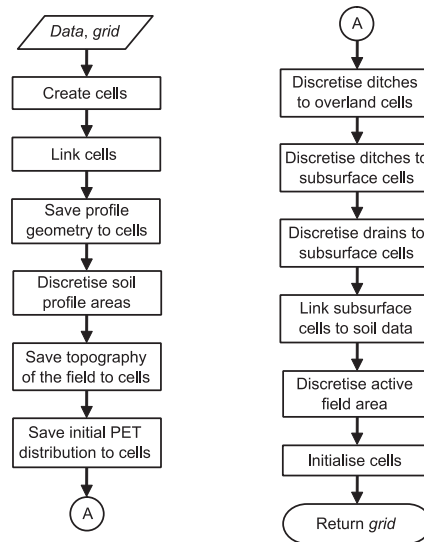 Data, grid
Create cells
Link cells
Save profile
geometry to cells
Discretise soil
profile areas
Save topography
of the field to cells
Save initial PET
distribution to cells
A
A
Discretise ditches
to overland cells
Discretise ditches to
subsurface cells
Discretise drains to
subsurface cells
Link subsurface
cells to soil data
Discretise active
field area
Initialise cells
Return grid